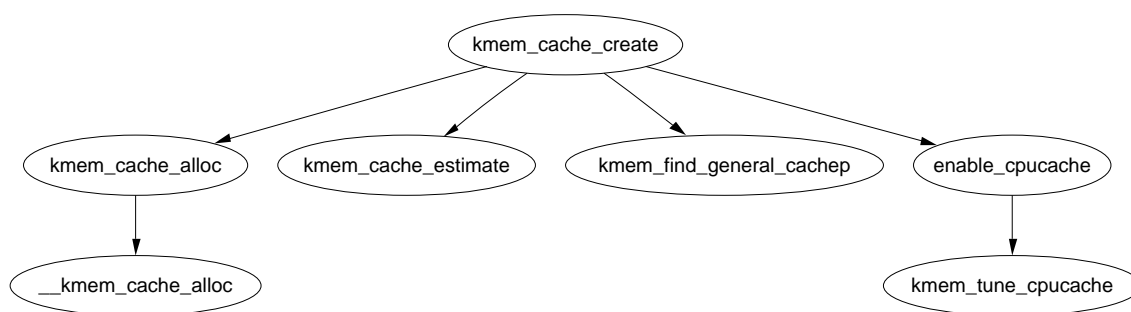 kmem_cache_create
kmem_cache_alloc
kmem_cache_estimate
kmem_find_general_cachep
enable_cpucache
__kmem_cache_alloc
kmem_tune_cpucache